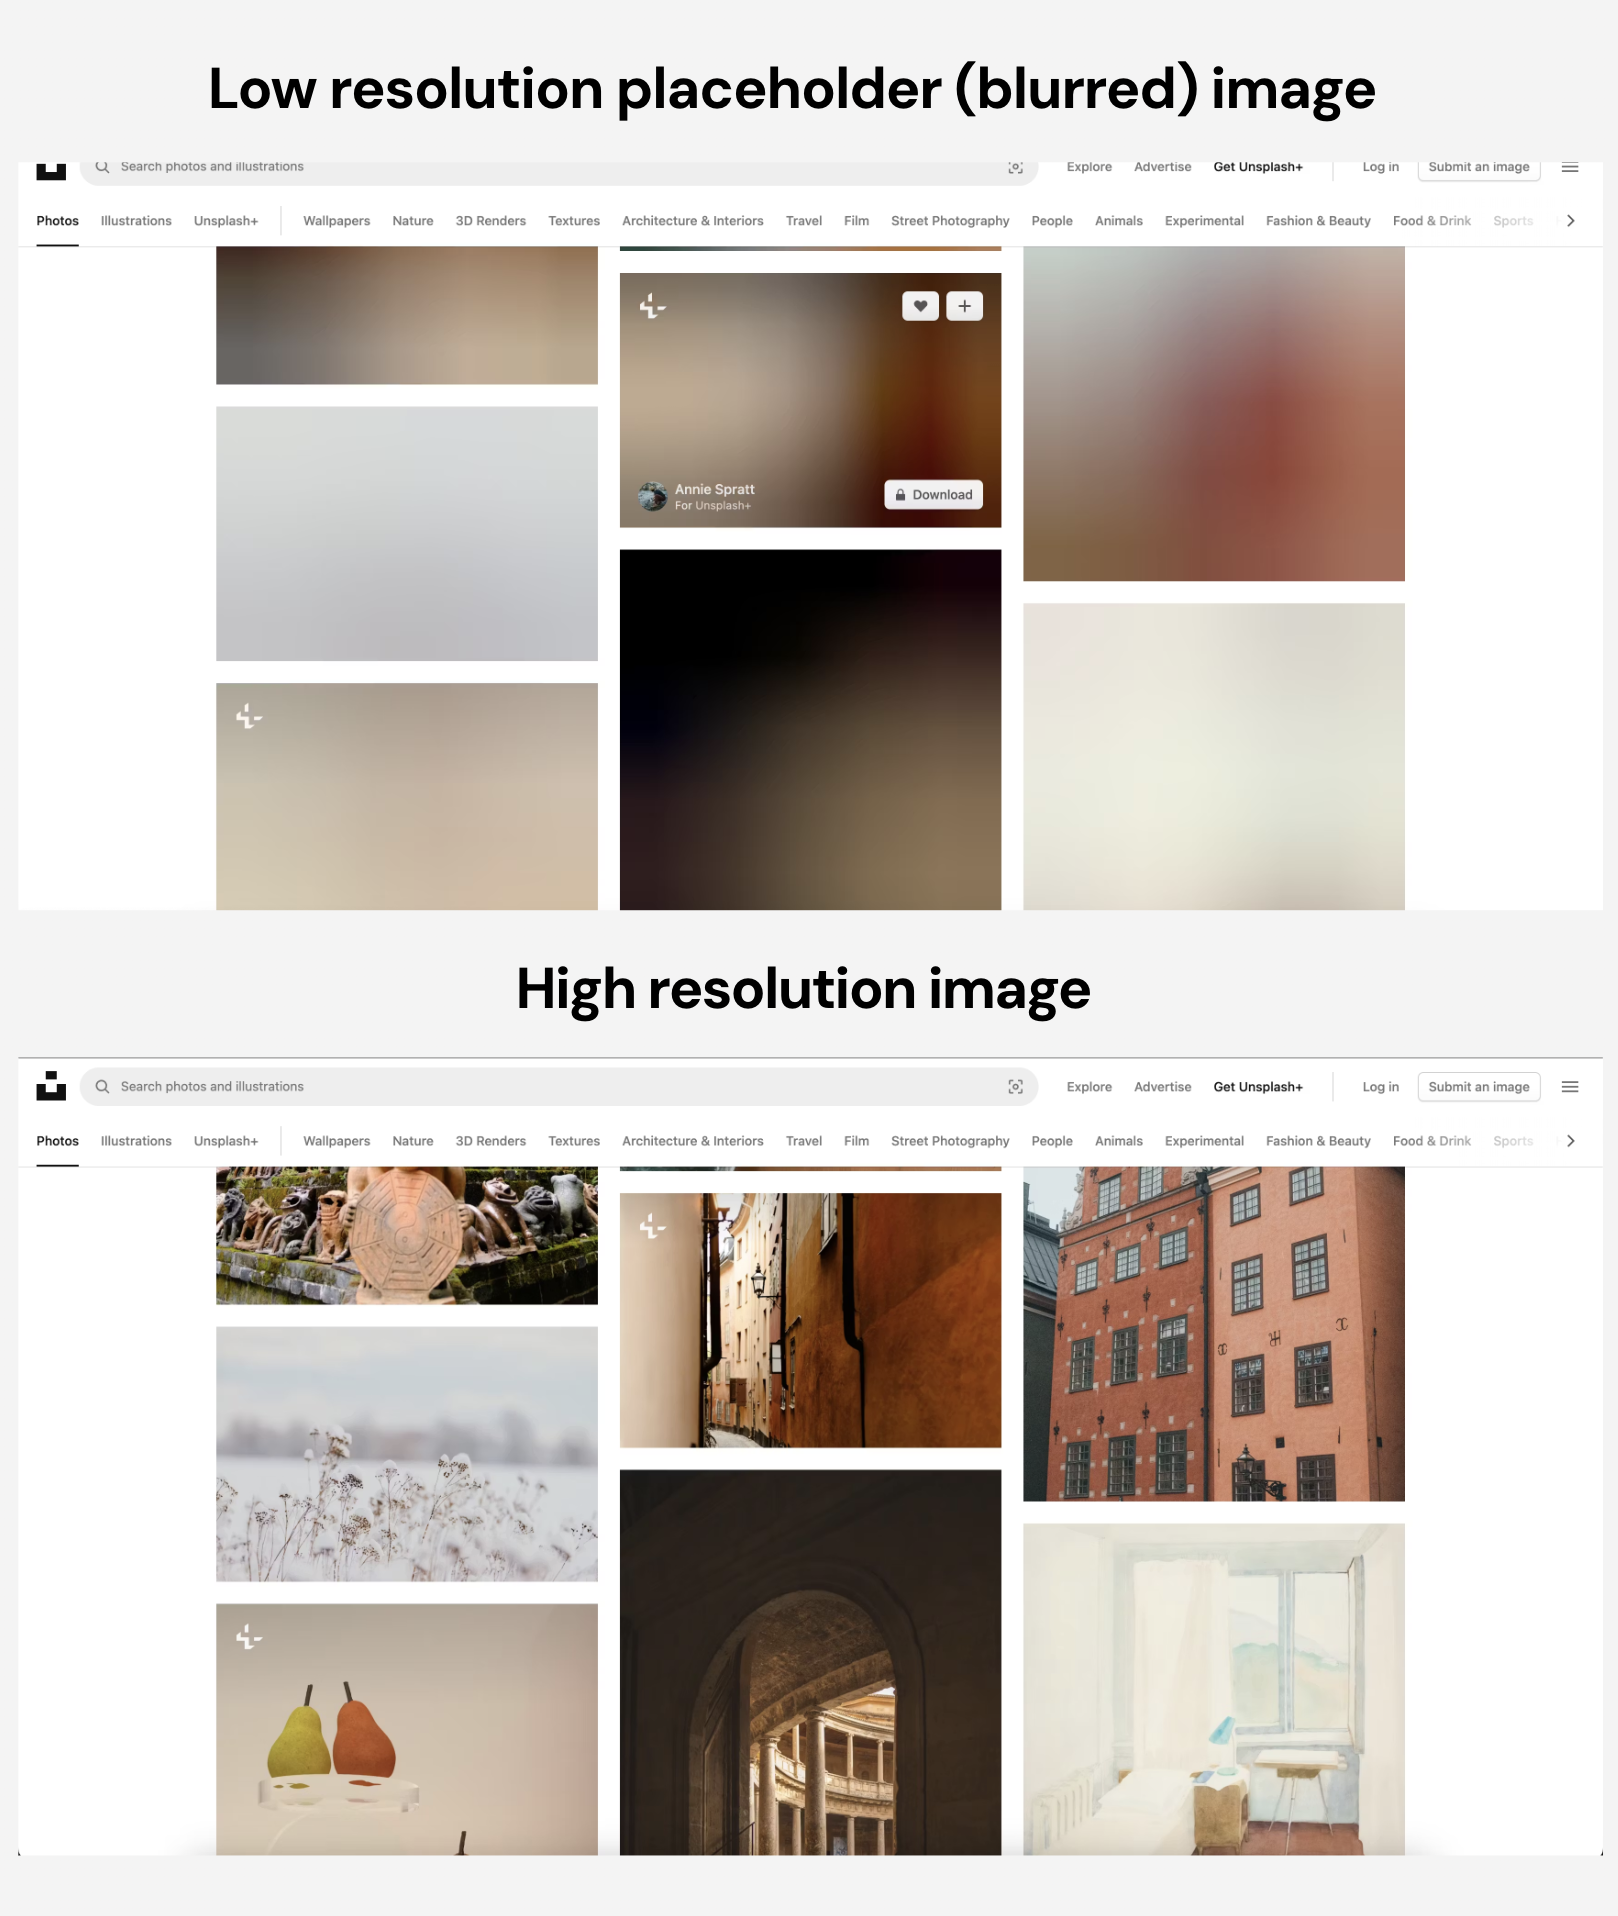 Low resolution placeholder (blurred) image
Search photos and illustrations
Explore Advertise Get Unsplash+ Log in Submit an image
Photos Illustrations Unsplash+ Wallpapers Nature 3D Renders Textures Architecture & Interiors Travel Film Street Photography People Animals Experimental Fashion & Beauty Food & Drink Sports
Annie Spratt
For Unsplash+
Download
High resolution image
Search photos and illustrations
Explore Advertise Get Unsplash+ Log in Submit an image
Photos Illustrations Unsplash+ Wallpapers Nature 3D Renders Textures Architecture & Interiors Travel Film Street Photography People Animals Experimental Fashion & Beauty Food & Drink Sports